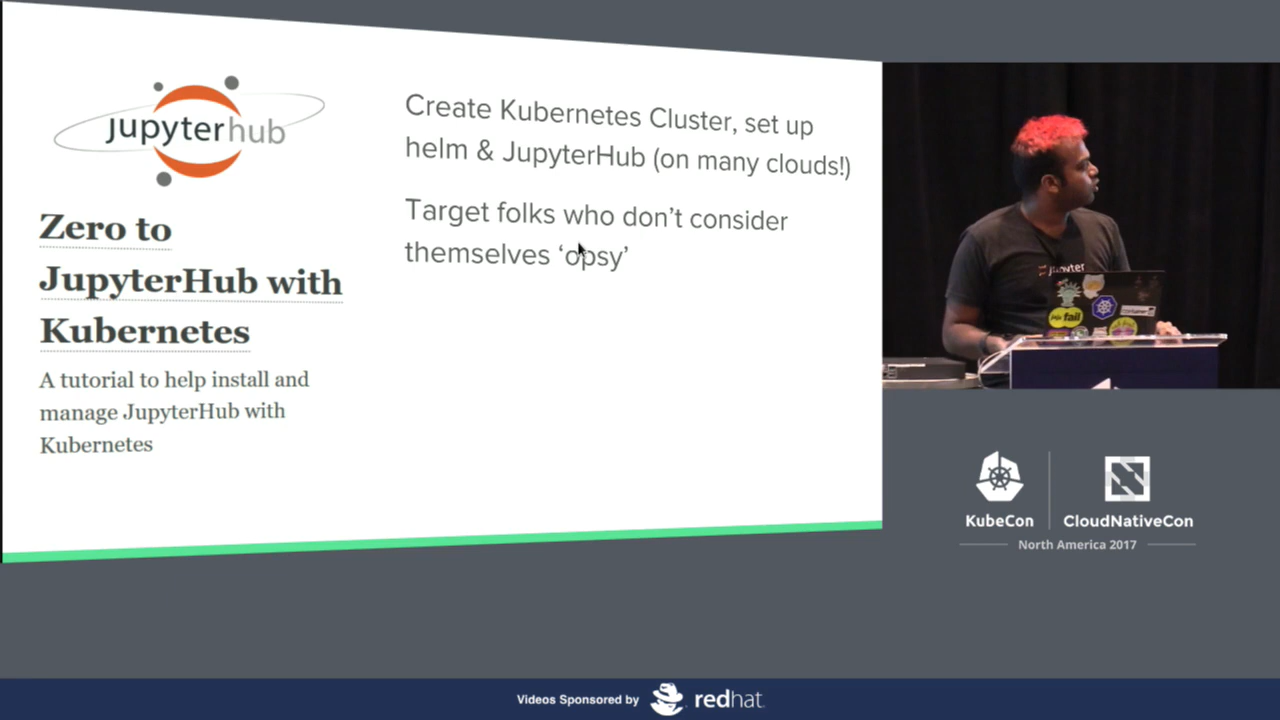 jupyterhub
Zero to
JupyterHub with
Kubernetes
A tutorial to help install and
manage JupyterHub with
Kubernetes
Create Kubernetes Cluster, set up
helm & JupyterHub (on many clouds!)
Target folks who don’t consider
themselves ‘opsy’
jupyter
fail
KubeCon
CloudNativeCon
North America 2017
Videos Sponsored by
redhat